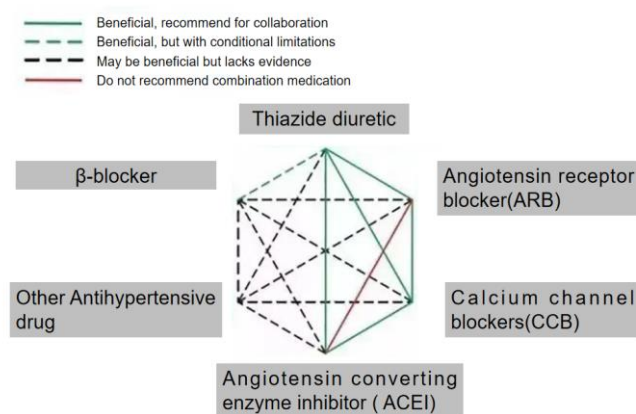 Beneficial, recommend for collaboration
Beneficial, but with conditional limitations
May be beneficial but lacks evidence
Do not recommend combination medication
Thiazide diuretic
β-blocker
Angiotensin receptor
blocker(ARB)
Other Antihypertensive
drug
Calcium channel
blockers(CCB)
Angiotensin converting
enzyme inhibitor ( ACEI)